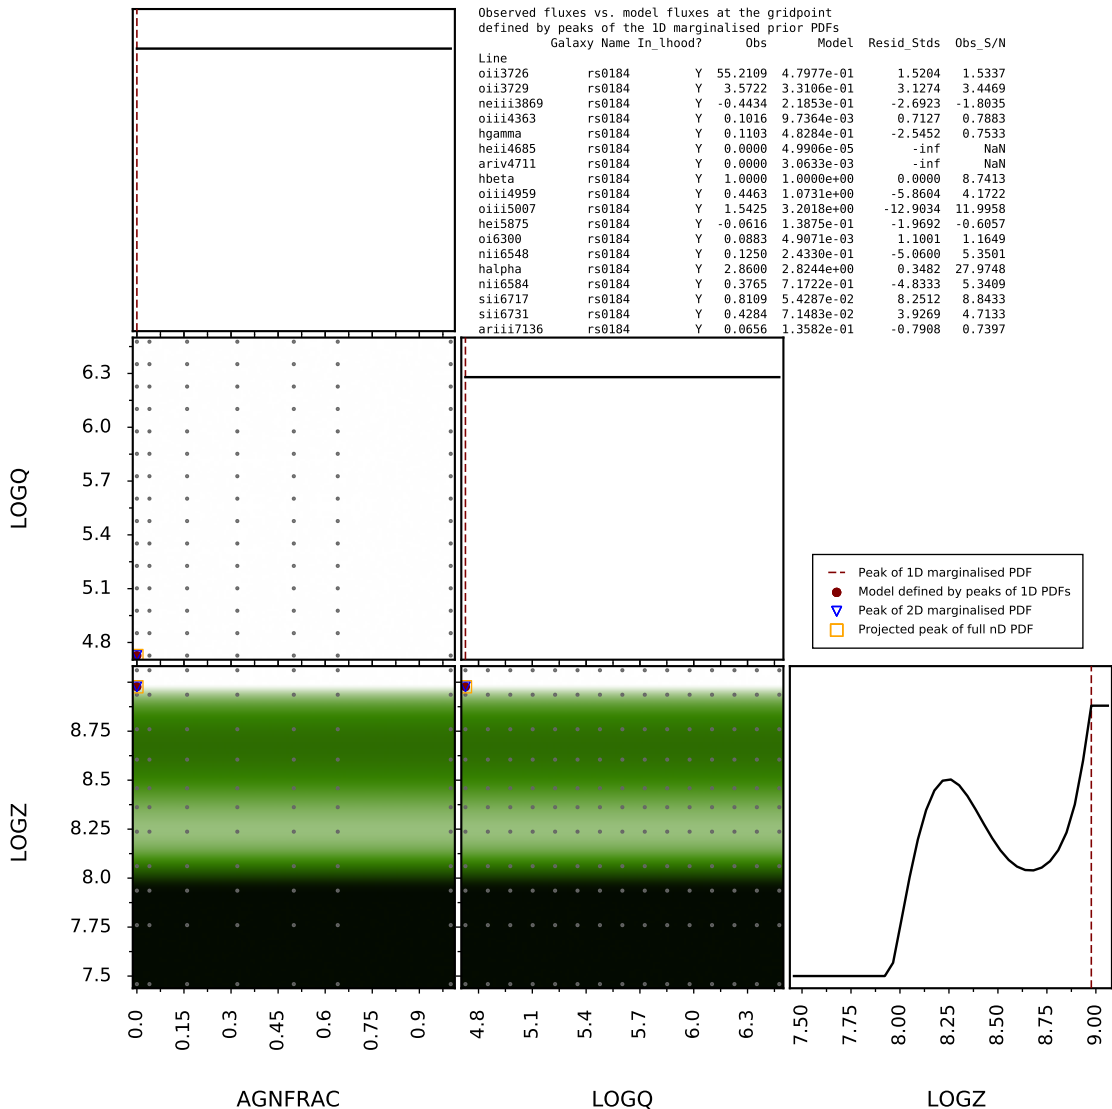 Observed fluxes vs. model fluxes at the gridpoint
defined by peaks of the 1D marginalised prior PDFs
Galaxy Name In_lhood? Obs Model Resid_Stds Obs_S/N
Line
oii3726 rs0184 Y 55.2109 4.7977e-01 1.5204 1.5337
oii3729 rs0184 Y 3.5722 3.3106e-01 3.1274 3.4469
neiii3869 rs0184 Y -0.4434 2.1853e-01 -2.6923 -1.8035
oiii4363 rs0184 Y 0.1016 9.7364e-03 0.7127 0.7883
hgamma rs0184 Y 0.1103 4.8284e-01 -2.5452 0.7533
heii4685 rs0184 Y 0.0000 4.9906e-05 -inf NaN
ariv4711 rs0184 Y 0.0000 3.0633e-03 -inf NaN
hbeta rs0184 Y 1.0000 1.0000e+00 0.0000 8.7413
oiii4959 rs0184 Y 0.4463 1.0731e+00 -5.8604 4.1722
oiii5007 rs0184 Y 1.5425 3.2018e+00 -12.9034 11.9958
hei5875 rs0184 Y -0.0616 1.3875e-01 -1.9692 -0.6057
oi6300 rs0184 Y 0.0883 4.9071e-03 1.1001 1.1649
nii6548 rs0184 Y 0.1250 2.4330e-01 -5.0600 5.3501
halpha rs0184 Y 2.8600 2.8244e+00 0.3482 27.9748
nii6584 rs0184 Y 0.3765 7.1722e-01 -4.8333 5.3409
sii6717 rs0184 Y 0.8109 5.4287e-02 8.2512 8.8433
sii6731 rs0184 Y 0.4284 7.1483e-02 3.9269 4.7133
ariii7136 rs0184 Y 0.0656 1.3582e-01 -0.7908 0.7397
6.3
6.0
5.7
5.4
5.1
4.8
LOGQ
Peak of 1D marginalised PDF
Model defined by peaks of 1D PDFs
Peak of 2D marginalised PDF
Projected peak of full nD PDF
8.75
8.5
8.25
8.0
7.75
7.5
LOGZ
0.0 0.15 0.3 0.45 0.6 0.75 0.9
4.8 5.1 5.4 5.7 6.0 6.3
7.50 7.75 8.00 8.25 8.50 8.75 9.00
AGNFRAC LOGQ LOGZ